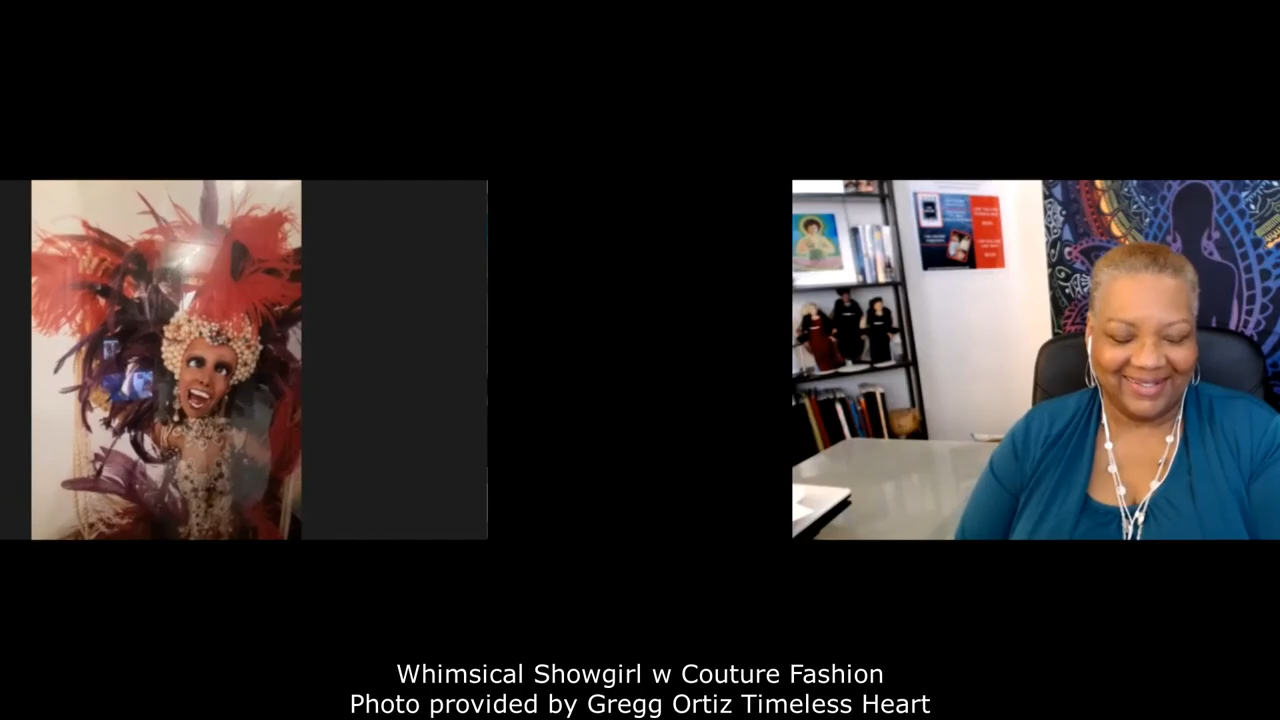 Whimsical Showgirl w Couture Fashion
Photo provided by Gregg Ortiz Timeless Heart